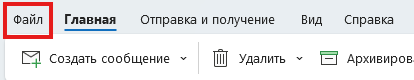 Файл Главная Отправка и получение Вид Справка
Создать сообщение Удалить Архивиров